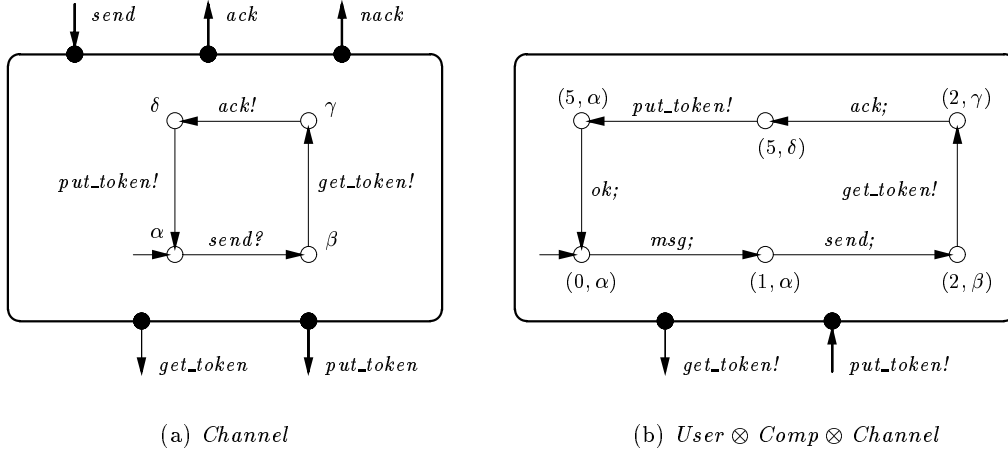 send ack nack
δ ack! γ
put_token! get_token!
α send? β
get_token put_token
(a) Channel
(5, α) put_token! ack; (2, γ)
(5, δ)
ok; get_token!
msg; send;
(0, α) (1, α) (2, β)
get_token! put_token!
(b) User ⊗ Comp ⊗ Channel